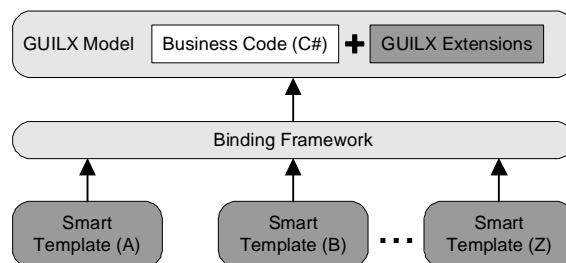 GUILX Model Business Code (C#) + GUILX Extensions
Binding Framework
Smart Template (A)
Smart Template (B)
...
Smart Template (Z)